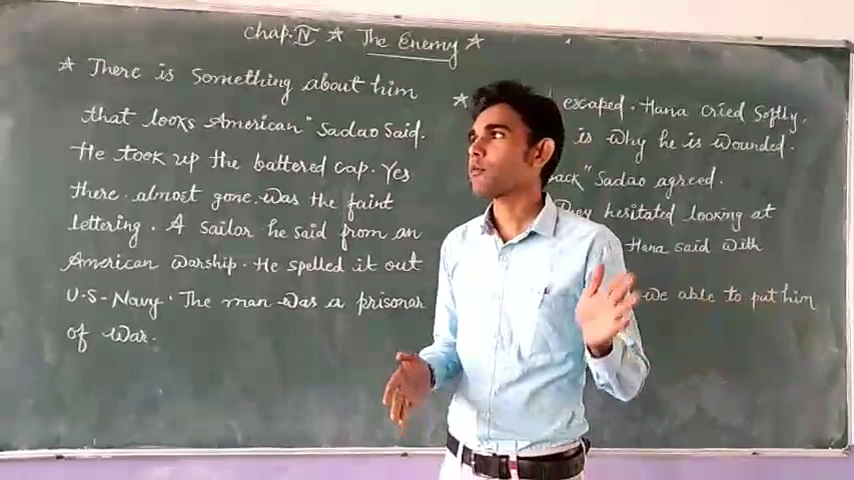 Chap. IV ☆ The Enemy ☆
☆ There is something about him
that looks American" Sadao Said.
He took up the battered cap. Yes
there. almost gone was the faint
lettering. A sailor he said from an
American warship. He spelled it out
U.S-Navy. The man was a prisonar
of war.
☆ escaped. Hana cried Softly.
is why he is wounded.
back" Sadao agreed.
They hesitated looking at
Hana said with
we able to put him